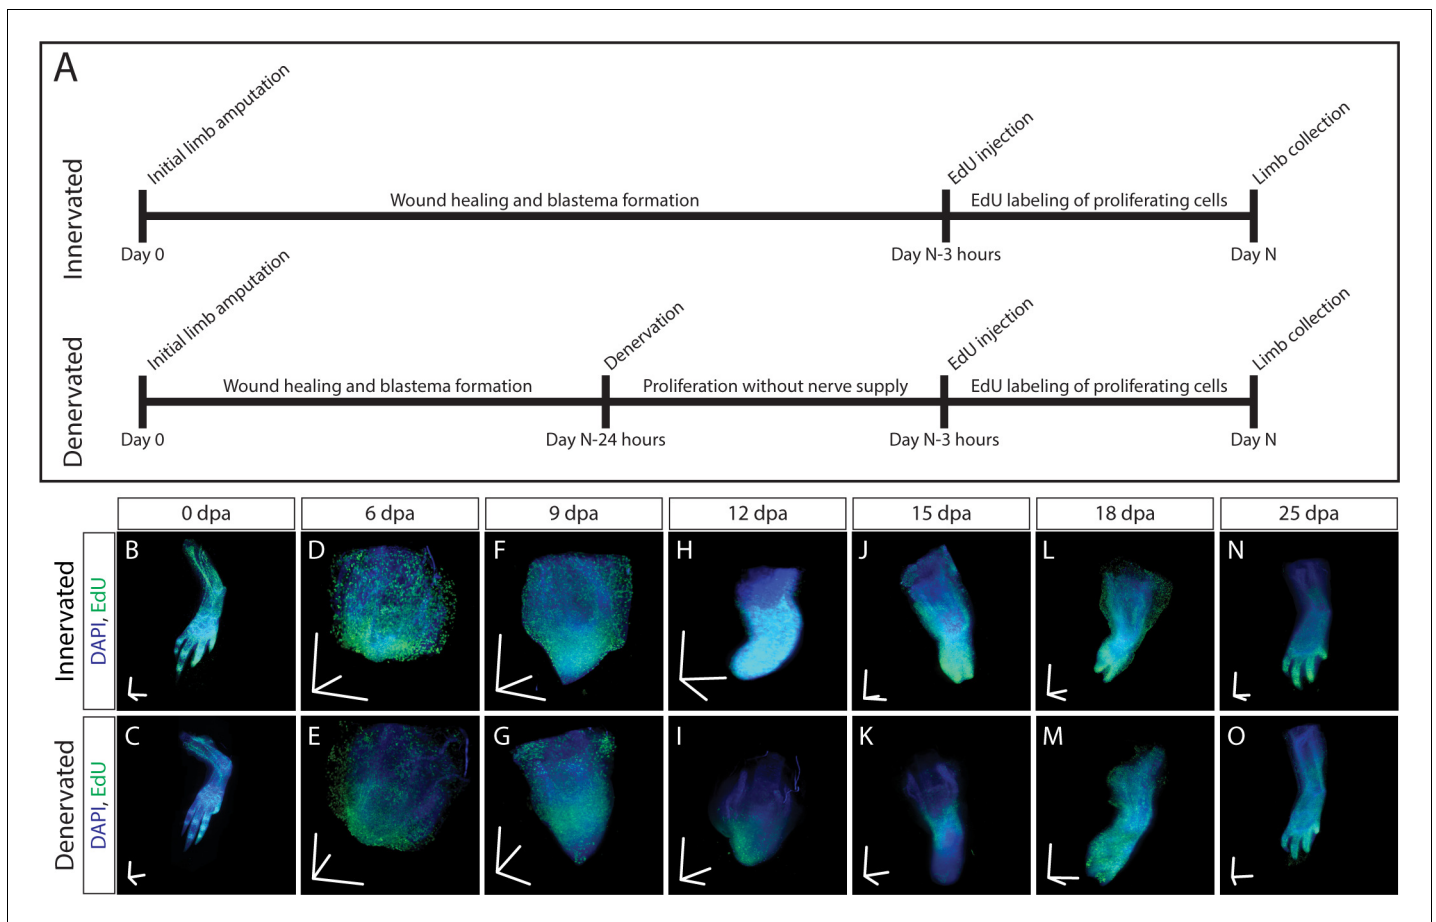 A
Initial limb amputation
EdU injection
Limb collection
Innervated
Wound healing and blastema formation
EdU labeling of proliferating cells
Day 0
Day N-3 hours
Day N
Initial limb amputation
Denervation
EdU injection
Limb collection
Denervated
Wound healing and blastema formation
Proliferation without nerve supply
EdU labeling of proliferating cells
Day 0
Day N-24 hours
Day N-3 hours
Day N
0 dpa
6 dpa
9 dpa
12 dpa
15 dpa
18 dpa
25 dpa
Innervated
DAPI, EdU
B
D
F
H
J
L
N
Denervated
DAPI, EdU
C
E
G
I
K
M
O